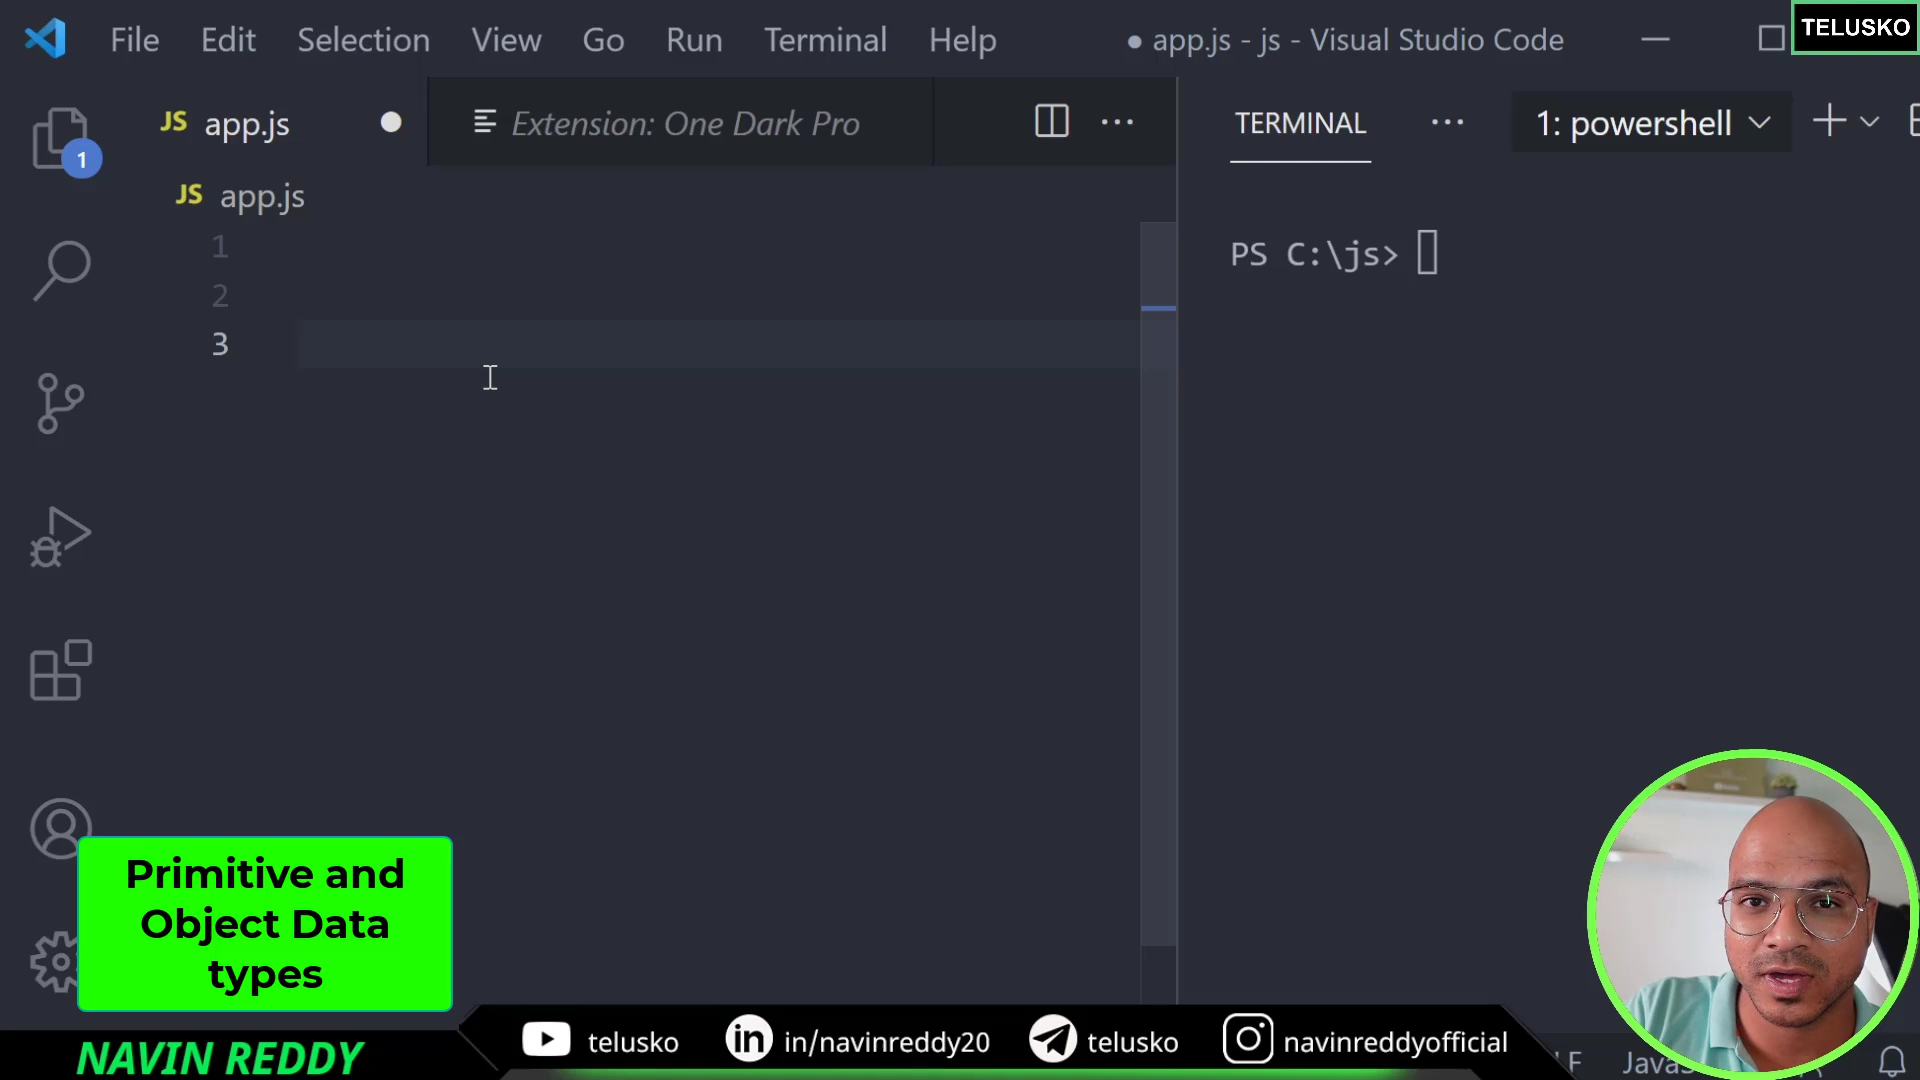 File Edit Selection View Go Run Terminal Help ● app.js - js - Visual Studio Code
TELUSKO
JS app.js ● Extension: One Dark Pro ··· TERMINAL ··· 1: powershell
1
JS app.js
1
2
3
PS C:\js>
Primitive and
Object Data
types
NAVIN REDDY
telusko in/navinreddy20 telusko navinreddyofficial